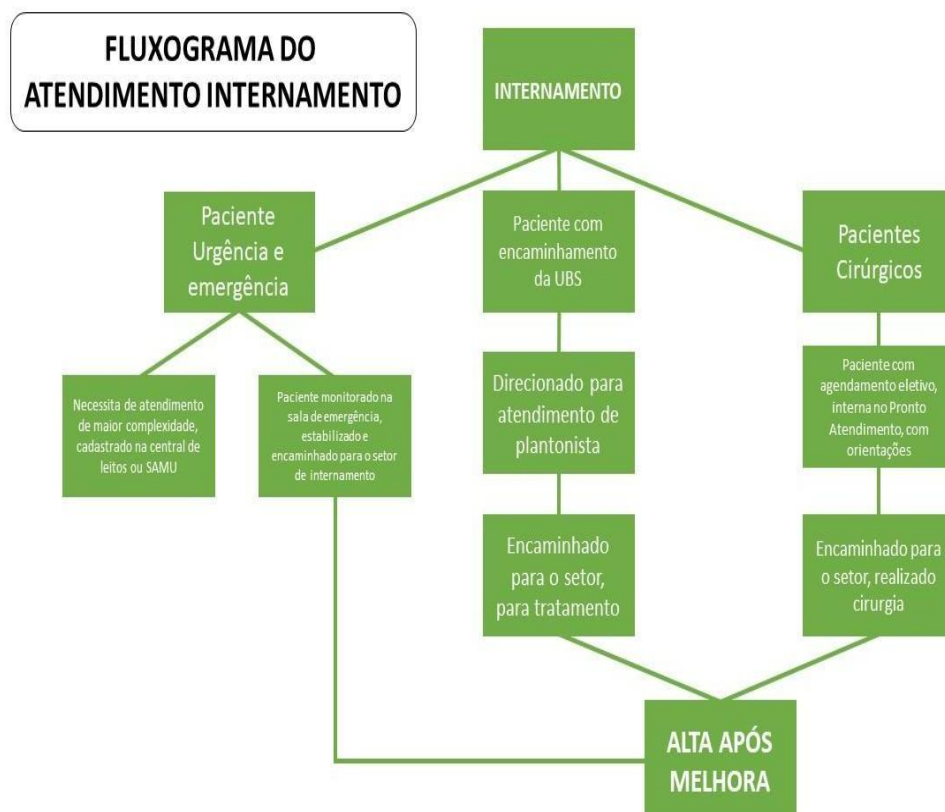 FLUXOGRAMA DO
ATENDIMENTO INTERNAMENTO
INTERNAMENTO
Paciente
Urgência e
emergência
Paciente com
encaminhamento
da UBS
Pacientes
Cirúrgicos
Necessita de atendimento
de maior complexidade,
cadastrado na central de
leitos ou SAMU
Paciente monitorado na
sala de emergência,
estabilizado e
encaminhado para o setor
de internamento
Direcionado para
atendimento de
plantonista
Paciente com
agendamento eletivo,
interna no Pronto
Atendimento, com
orientações
Encaminhado
para o setor,
para tratamento
Encaminhado para
o setor, realizado
cirurgia
ALTA APÓS
MELHORA